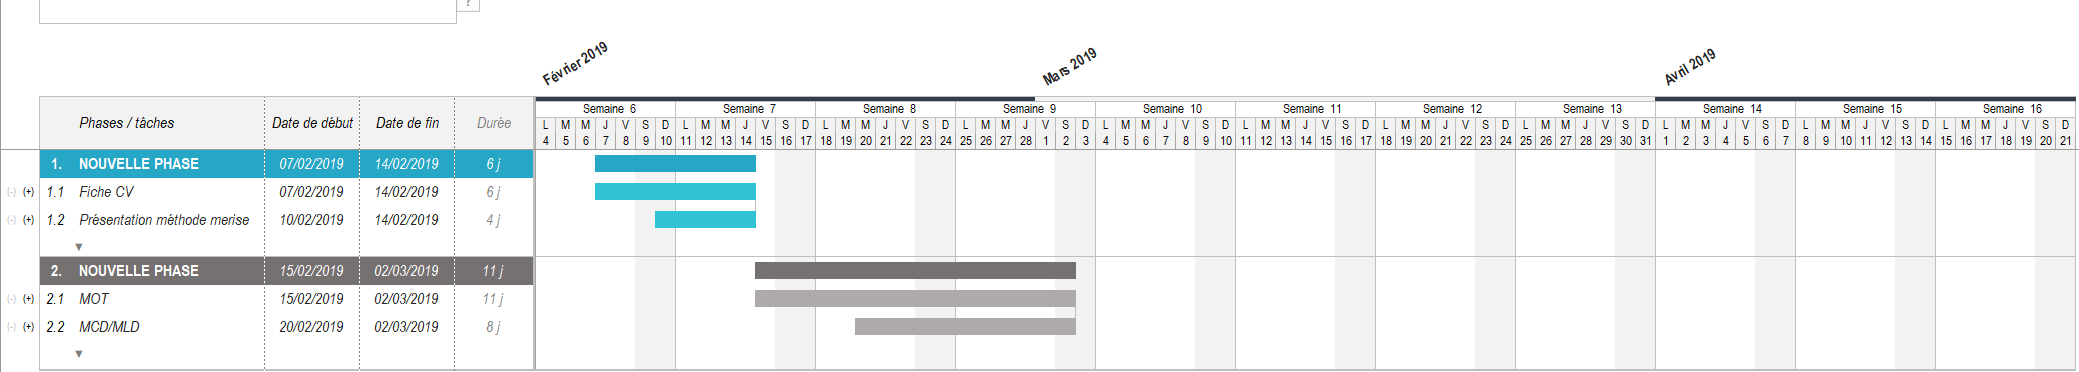 ?
Février 2019 Mars 2019 Avril 2019
Phases / tâches Date de début Date de fin Durée
Semaine 6 Semaine 7 Semaine 8 Semaine 9 Semaine 10 Semaine 11 Semaine 12 Semaine 13 Semaine 14 Semaine 15 Semaine 16
L M M J V S D L M M J V S D L M M J V S D L M M J V S D L M M J V S D L M M J V S D L M M J V S D L M M J V S D L M M J V S D L M M J V S D L M M J V S D
4 5 6 7 8 9 10 11 12 13 14 15 16 17 18 19 20 21 22 23 24 25 26 27 28 1 2 3 4 5 6 7 8 9 10 11 12 13 14 15 16 17 18 19 20 21 22 23 24 25 26 27 28 29 30 31 1 2 3 4 5 6 7 8 9 10 11 12 13 14 15 16 17 18 19 20 21
1. NOUVELLE PHASE 07/02/2019 14/02/2019 6 j
(-) (+) 1.1 Fiche CV 07/02/2019 14/02/2019 6 j
(-) (+) 1.2 Présentation méthode merise 10/02/2019 14/02/2019 4 j
2. NOUVELLE PHASE 15/02/2019 02/03/2019 11 j
(-) (+) 2.1 MOT 15/02/2019 02/03/2019 11 j
(-) (+) 2.2 MCD/MLD 20/02/2019 02/03/2019 8 j